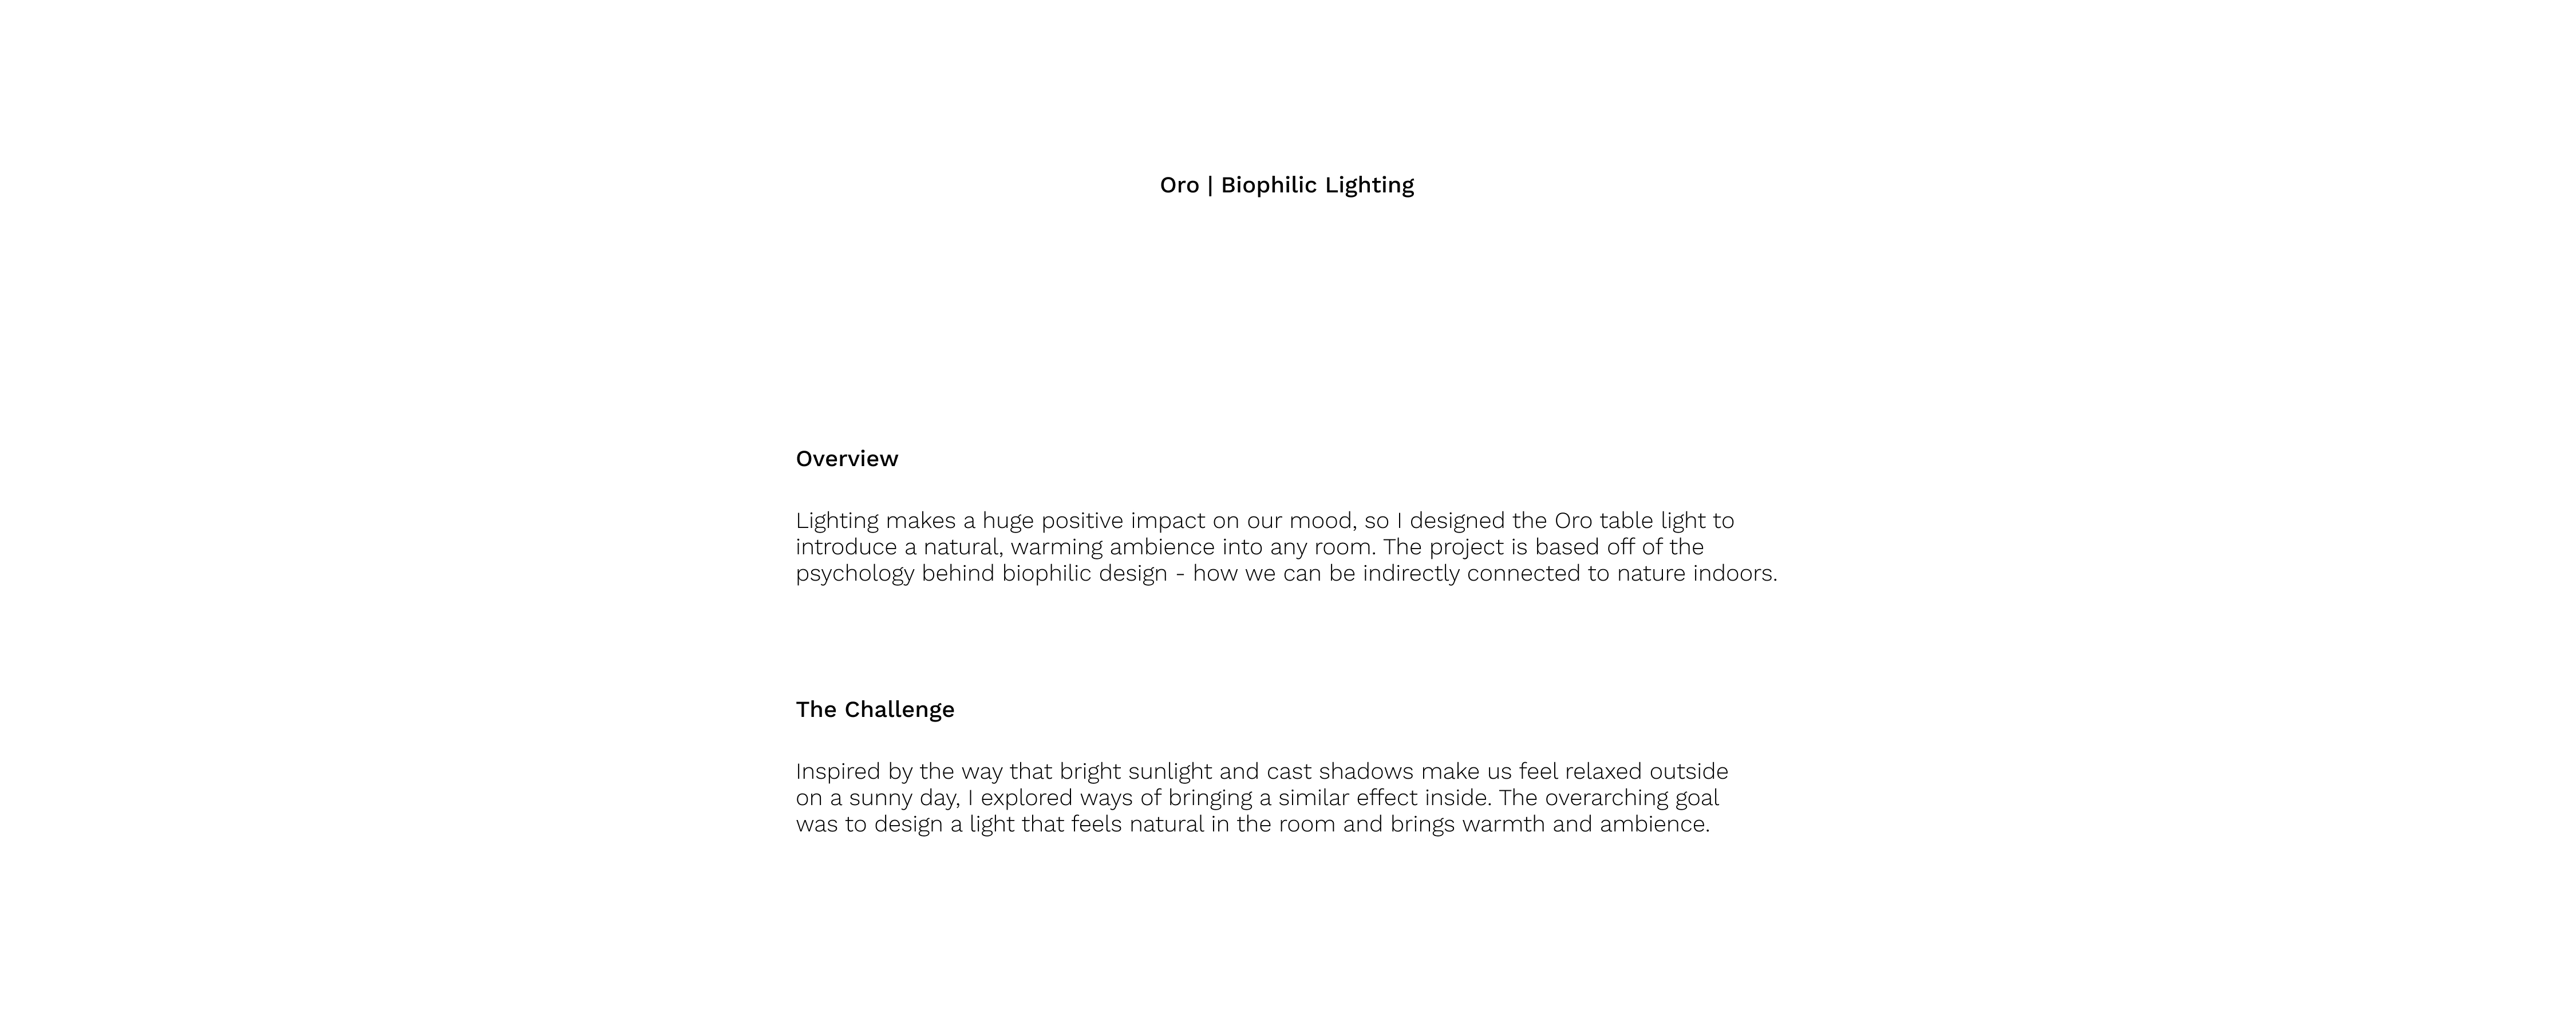 Oro | Biophilic Lighting
Overview
Lighting makes a huge positive impact on our mood, so I designed the Oro table light to
introduce a natural, warming ambience into any room. The project is based off of the
psychology behind biophilic design - how we can be indirectly connected to nature indoors.
The Challenge
Inspired by the way that bright sunlight and cast shadows make us feel relaxed outside
on a sunny day, I explored ways of bringing a similar effect inside. The overarching goal
was to design a light that feels natural in the room and brings warmth and ambience.